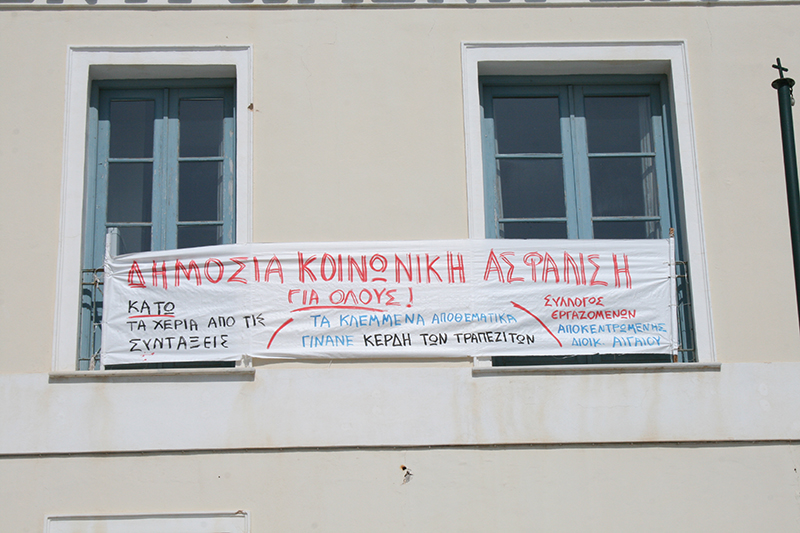 ΔΗΜΟΣΙΑ ΚΟΙΝΩΝΙΚΗ ΑΣΦΑΛΙΣΗ
ΓΙΑ ΟΛΟΥΣ!
ΚΑΤΩ
ΤΑ ΧΕΡΙΑ ΑΠΟ ΤΙΣ
ΣΥΝΤΑΞΕΙΣ
ΤΑ ΚΛΕΜΜΕΝΑ ΑΠΟΘΕΜΑΤΙΚΑ
ΓΙΝΑΝΕ ΚΕΡΔΗ ΤΩΝ ΤΡΑΠΕΖΙΤΩΝ
ΣΥΛΛΟΓΟΣ
ΕΡΓΑΖΟΜΕΝΩΝ
ΑΠΟΚΕΝΤΡΩΜΕΝΗΣ
ΔΙΟΙΚ ΑΙΓΑΙΟΥ